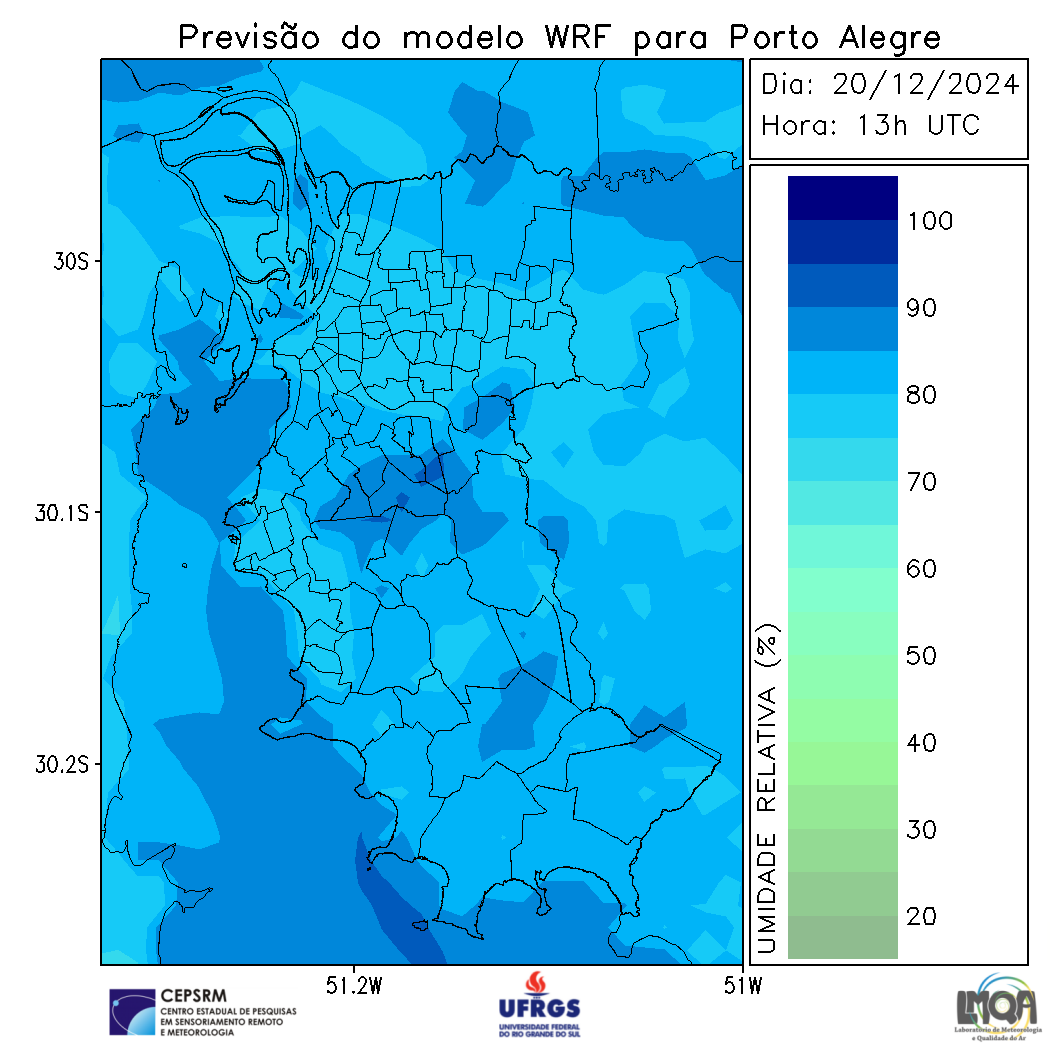 Previsão do modelo WRF para Porto Alegre
Dia: 20/12/2024
Hora: 13h UTC
100
90
80
70
60
50
40
30
20
UMIDADE RELATIVA (%)
30S
30.1S
30.2S
51.2W
51W
CEPSRM
CENTRO ESTADUAL DE PESQUISAS
EM SENSORIAMENTO REMOTO
E METEOROLOGIA
UFRGS
UNIVERSIDADE FEDERAL
DO RIO GRANDE DO SUL
LMQA
Laboratório de Meteorologia
e Qualidade do Ar